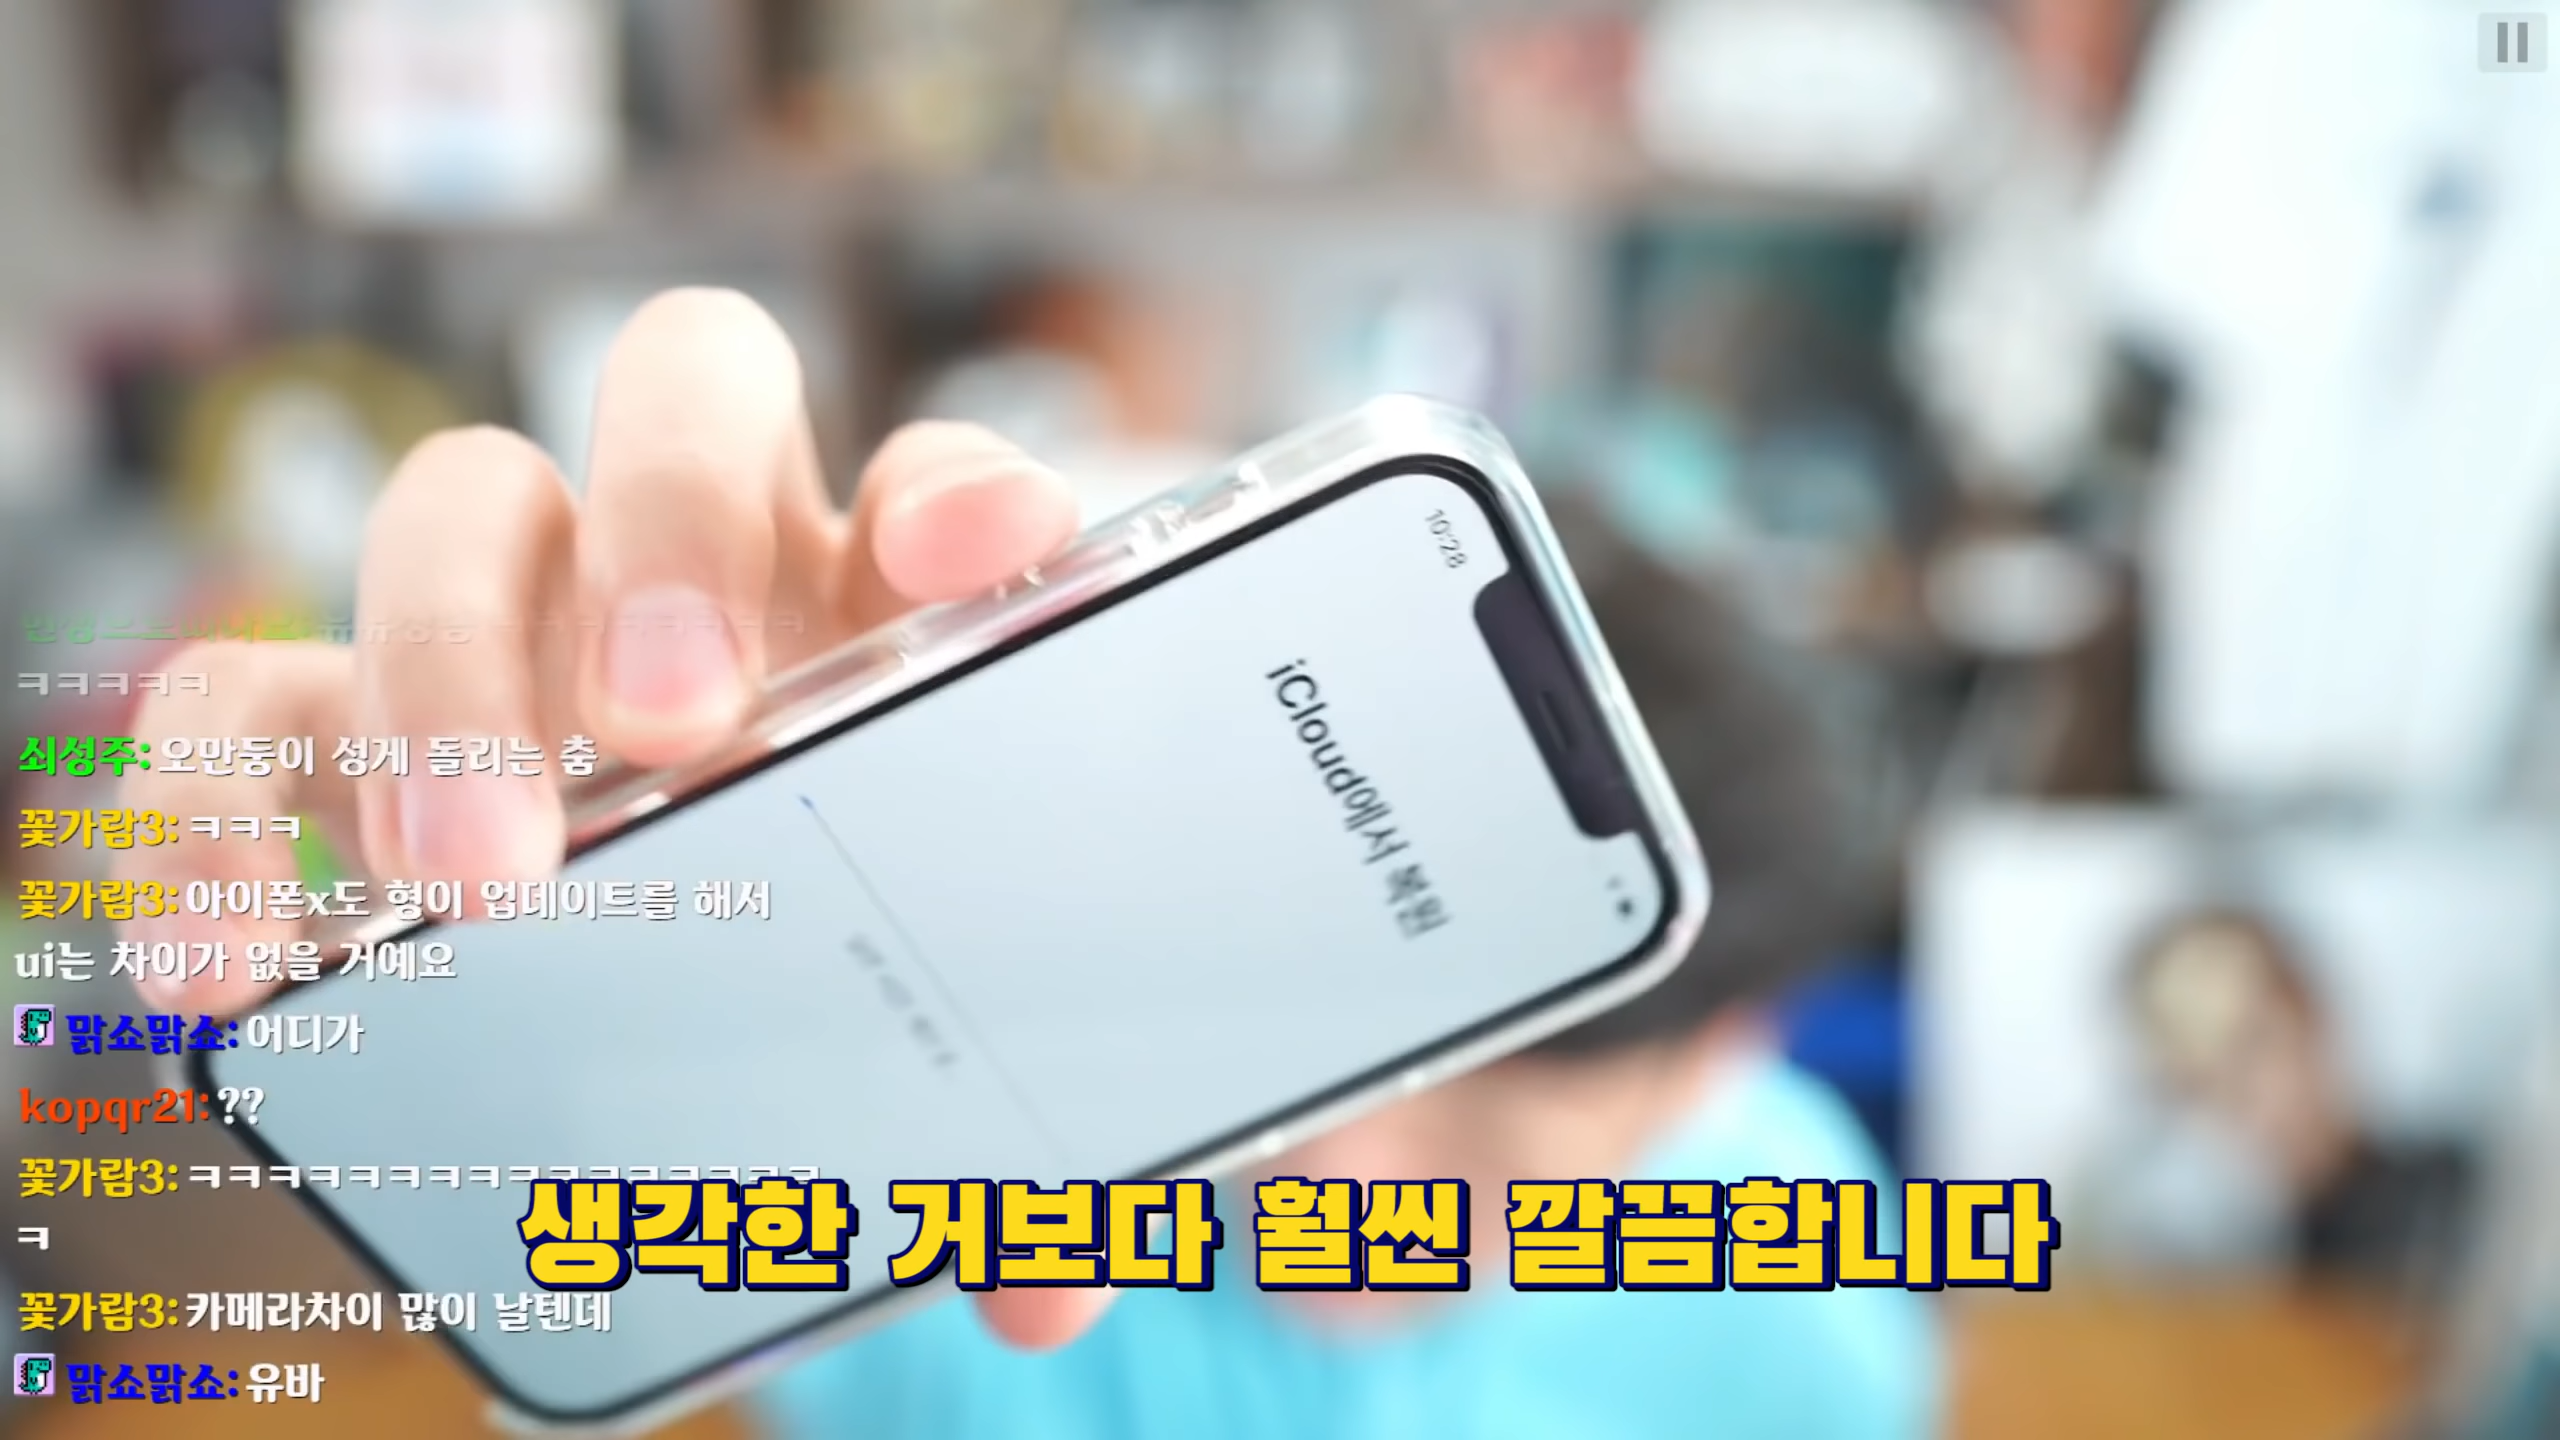 ㅋㅋㅋㅋㅋ
쇠성주: 오만둥이 성게 돌리는 춤
꽃가람3: ㅋㅋㅋ
꽃가람3: 아이폰x도 형이 업데이트를 해서
ui는 차이가 없을 거예요
맑쇼맑쇼: 어디가
kopqr21: ??
꽃가람3: ㅋㅋㅋㅋㅋㅋㅋㅋㅋㅋㅋㅋㅋㅋㅋㅋ
ㅋ
꽃가람3: 카메라차이 많이 날텐데
맑쇼맑쇼: 유바
10:28
iCloud에서 복원
생각한 거보다 훨씬 깔끔합니다